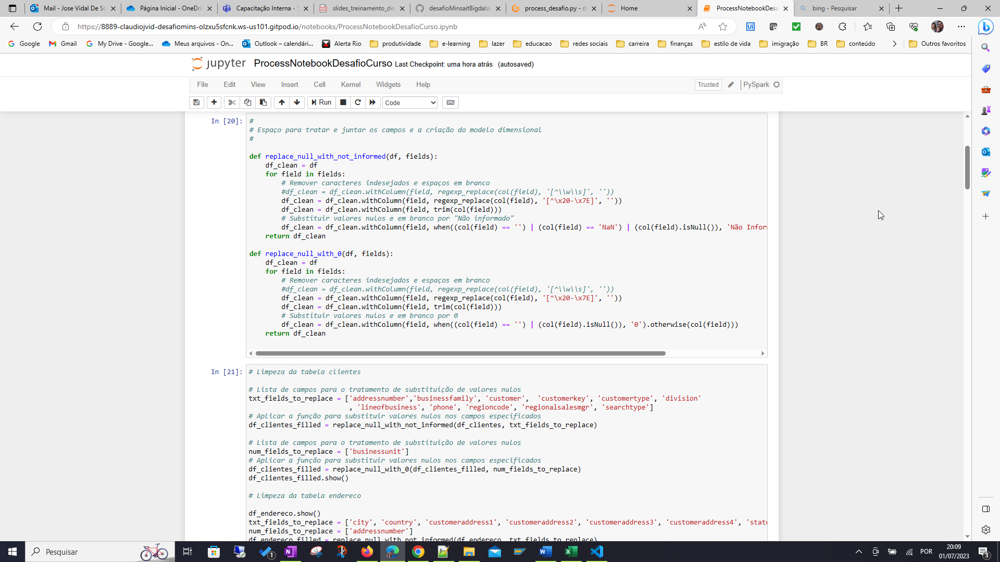 Mail - Jose Vidal De Sc
Página Inicial - OneDri
Capacitação Interna - S
slides_treinamento_de
desafioMinsaitBigdata
process_desafio.py - d
Home
ProcessNotebookDesa
bing - Pesquisar
https://8889-claudiojvid-desafiomins-olzxu5sfcnk.ws-us101.gitpod.io/notebooks/ProcessNotebookDesafioCurso.ipynb
Google
Gmail
My Drive - Google...
Meus arquivos - On...
Outlook – calendári...
Alerta Rio
produtividade
e-learning
lazer
educacao
redes sociais
carreira
finanças
estilo de vida
imigração
BR
conteúdo
Outros favoritos
jupyter ProcessNotebookDesafioCurso Last Checkpoint: uma hora atrás (autosaved)
File Edit View Insert Cell Kernel Widgets Help
Trusted
PySpark
Run
Code
In [20]:
#
# Espaço para tratar e juntar os campos e a criação do modelo dimensional
#
def replace_null_with_not_informed(df, fields):
    df_clean = df
    for field in fields:
        # Remover caracteres indesejados e espaços em branco
        #df_clean = df_clean.withColumn(field, regexp_replace(col(field), '[^\\w\\s]', ''))
        df_clean = df_clean.withColumn(field, regexp_replace(col(field), '[^\x20-\x7E]', ''))
        df_clean = df_clean.withColumn(field, trim(col(field)))
        # Substituir valores nulos e em branco por "Não informado"
        df_clean = df_clean.withColumn(field, when((col(field) == '') | (col(field) == 'NaN') | (col(field).isNull()), 'Não Infor
    return df_clean
def replace_null_with_0(df, fields):
    df_clean = df
    for field in fields:
        # Remover caracteres indesejados e espaços em branco
        #df_clean = df_clean.withColumn(field, regexp_replace(col(field), '[^\\w\\s]', ''))
        df_clean = df_clean.withColumn(field, regexp_replace(col(field), '[^\x20-\x7E]', ''))
        df_clean = df_clean.withColumn(field, trim(col(field)))
        # Substituir valores nulos e em branco por 0
        df_clean = df_clean.withColumn(field, when((col(field) == '') | (col(field).isNull()), '0').otherwise(col(field)))
    return df_clean
In [21]:
# Limpeza da tabela clientes
# Lista de campos para o tratamento de substituição de valores nulos
txt_fields_to_replace = ['addressnumber','businessfamily', 'customer',  'customerkey', 'customertype', 'division'
                         , 'lineofbusiness', 'phone', 'regioncode', 'regionalsalesmgr', 'searchtype']
# Aplicar a função para substituir valores nulos nos campos especificados
df_clientes_filled = replace_null_with_not_informed(df_clientes, txt_fields_to_replace)
# Lista de campos para o tratamento de substituição de valores nulos
num_fields_to_replace = ['businessunit']
# Aplicar a função para substituir valores nulos nos campos especificados
df_clientes_filled = replace_null_with_0(df_clientes_filled, num_fields_to_replace)
df_clientes_filled.show()
# Limpeza da tabela endereco
df_endereco.show()
txt_fields_to_replace = ['city', 'country', 'customeraddress1', 'customeraddress2', 'customeraddress3', 'customeraddress4', 'state
num_fields_to_replace = ['addressnumber']
df_endereco_filled = replace_null_with_not_informed(df_endereco, txt_fields_to_replace)
Pesquisar
1
POR
20:09
01/07/2023
3